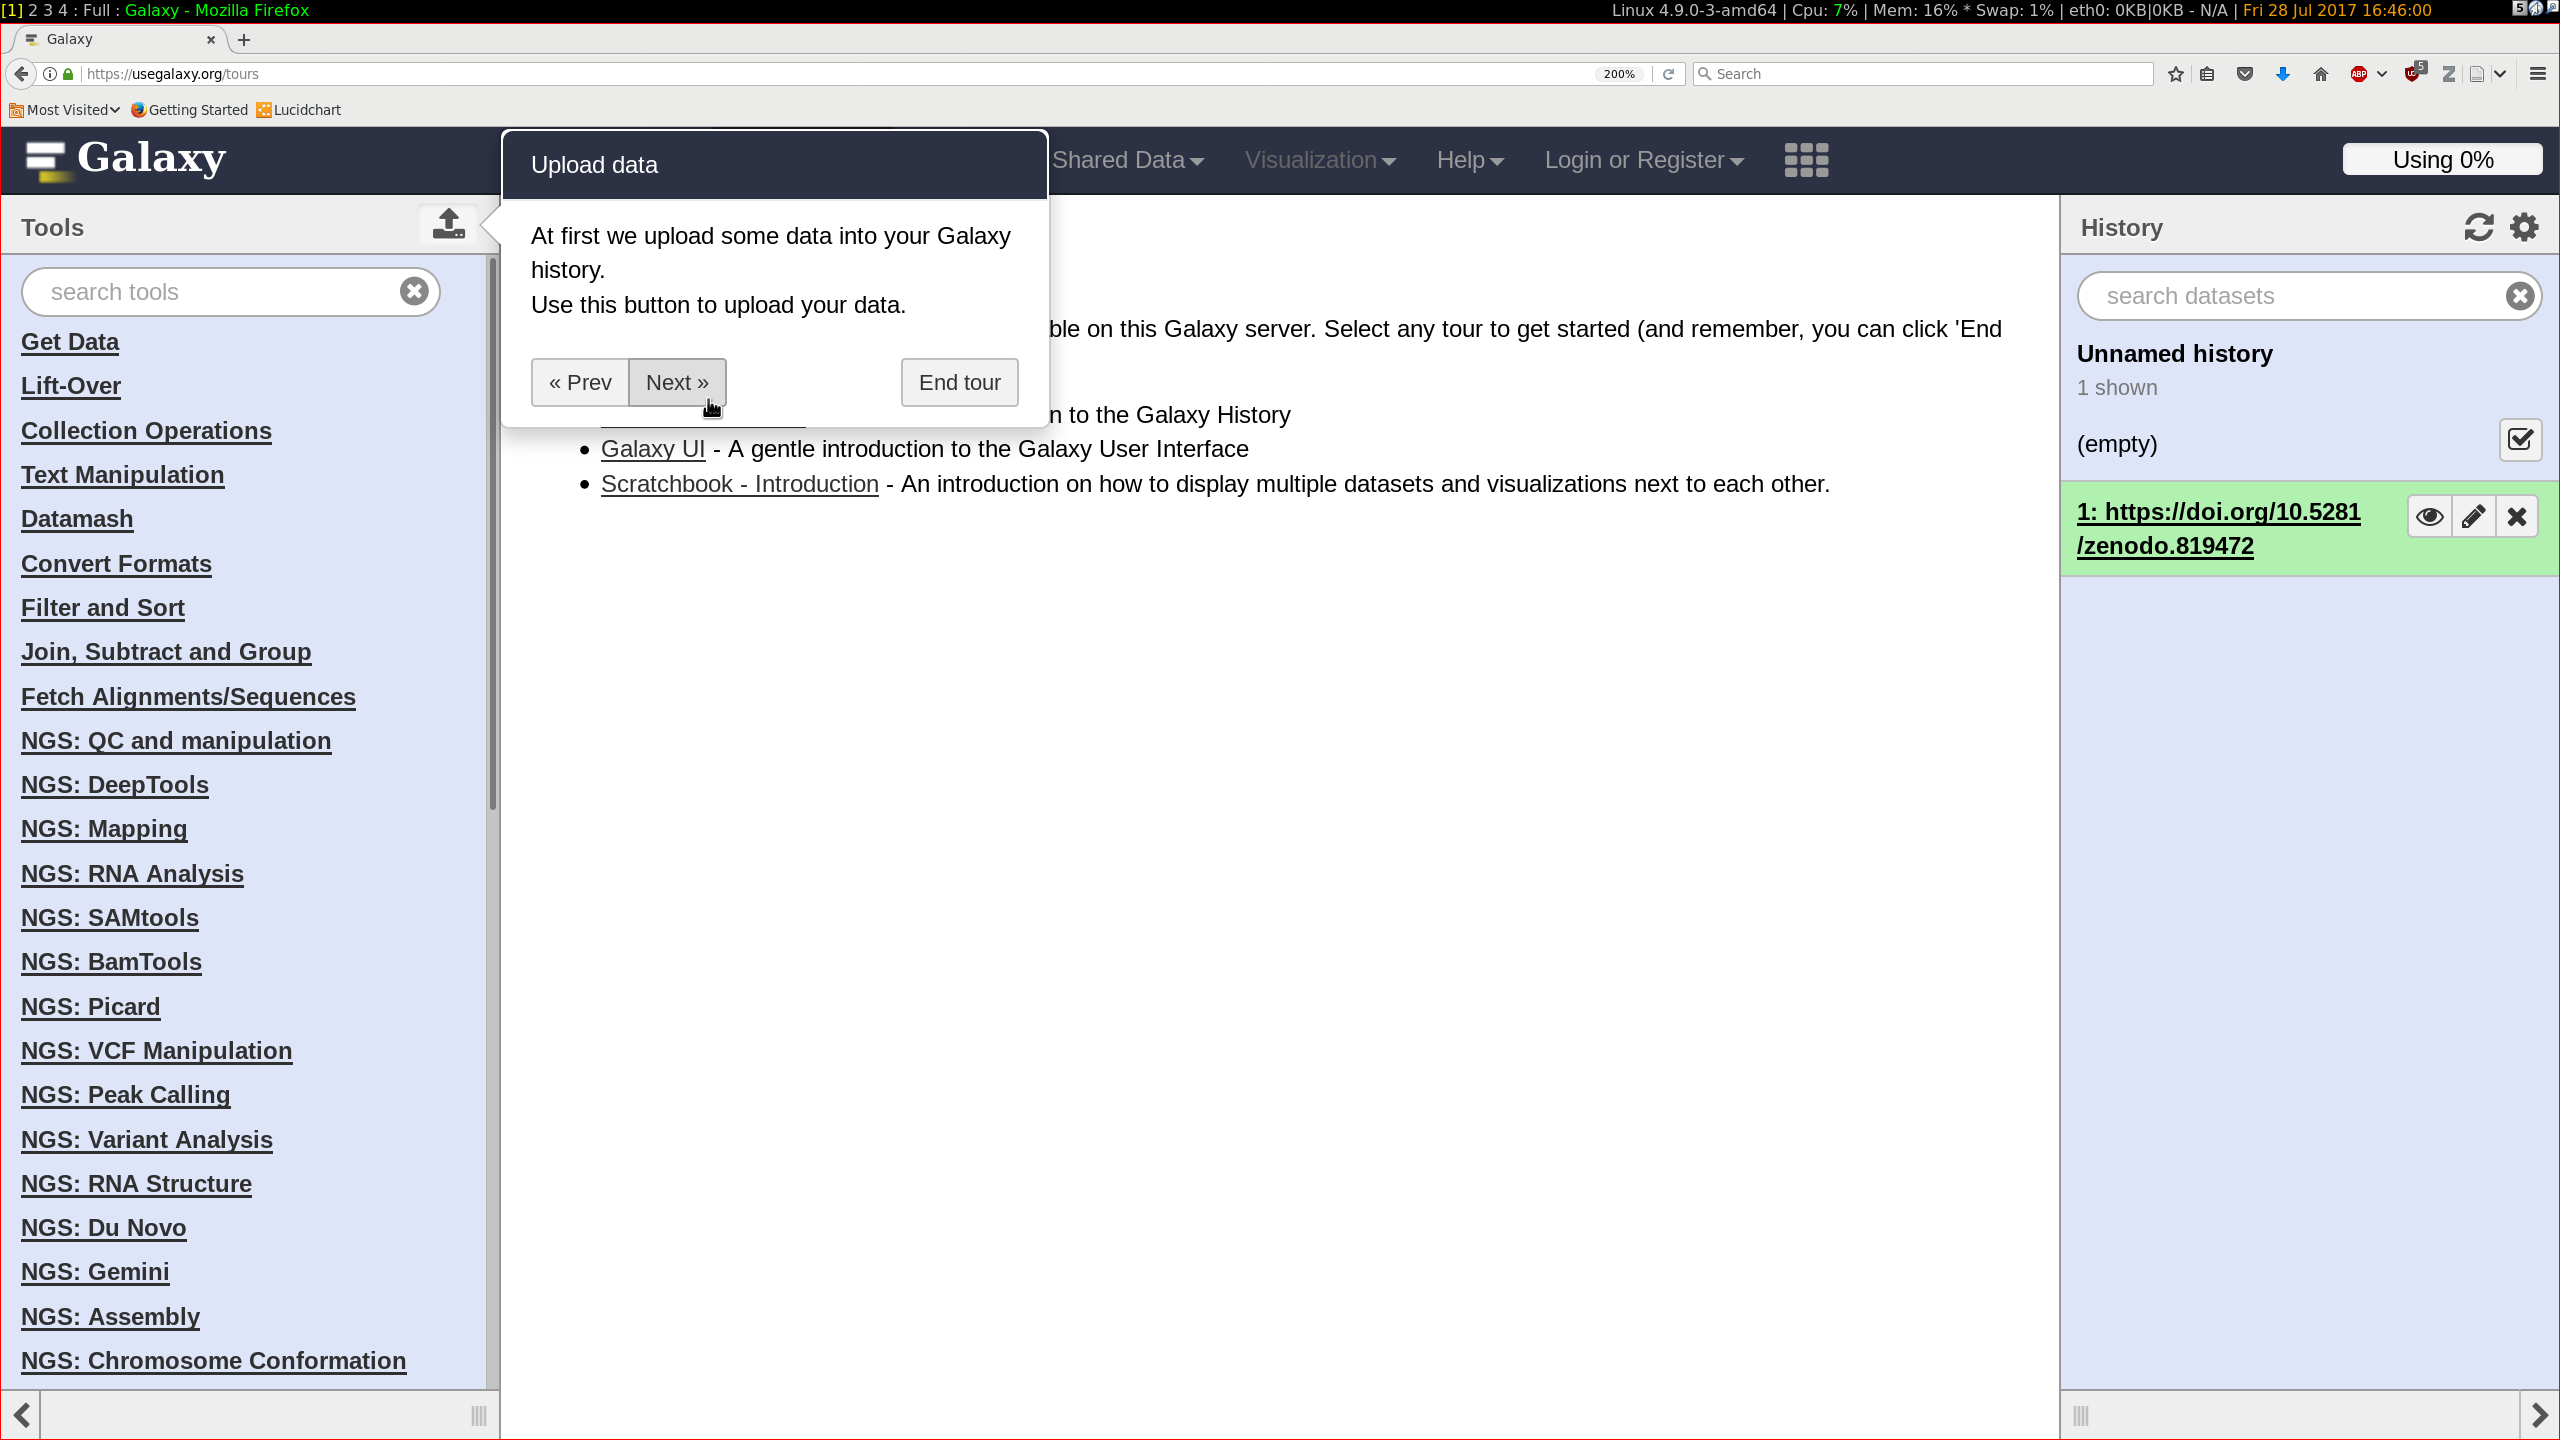 [1] 2 3 4 : Full : Galaxy - Mozilla Firefox
Linux 4.9.0-3-amd64 | Cpu: 7% | Mem: 16% * Swap: 1% | eth0: 0KB|0KB - N/A | Fri 28 Jul 2017 16:46:00
5
Galaxy
https://usegalaxy.org/tours
200%
Search
ABP
5
Most Visited
Getting Started
Lucidchart
Galaxy
Shared Data
Visualization
Help
Login or Register
Using 0%
Upload data
At first we upload some data into your Galaxy
history.
Use this button to upload your data.
« Prev
Next »
End tour
Tools
search tools
Get Data
Lift-Over
Collection Operations
Text Manipulation
Datamash
Convert Formats
Filter and Sort
Join, Subtract and Group
Fetch Alignments/Sequences
NGS: QC and manipulation
NGS: DeepTools
NGS: Mapping
NGS: RNA Analysis
NGS: SAMtools
NGS: BamTools
NGS: Picard
NGS: VCF Manipulation
NGS: Peak Calling
NGS: Variant Analysis
NGS: RNA Structure
NGS: Du Novo
NGS: Gemini
NGS: Assembly
NGS: Chromosome Conformation
ble on this Galaxy server. Select any tour to get started (and remember, you can click 'End
n to the Galaxy History
Galaxy UI - A gentle introduction to the Galaxy User Interface
Scratchbook - Introduction - An introduction on how to display multiple datasets and visualizations next to each other.
History
search datasets
Unnamed history
1 shown
(empty)
1: https://doi.org/10.5281
/zenodo.819472